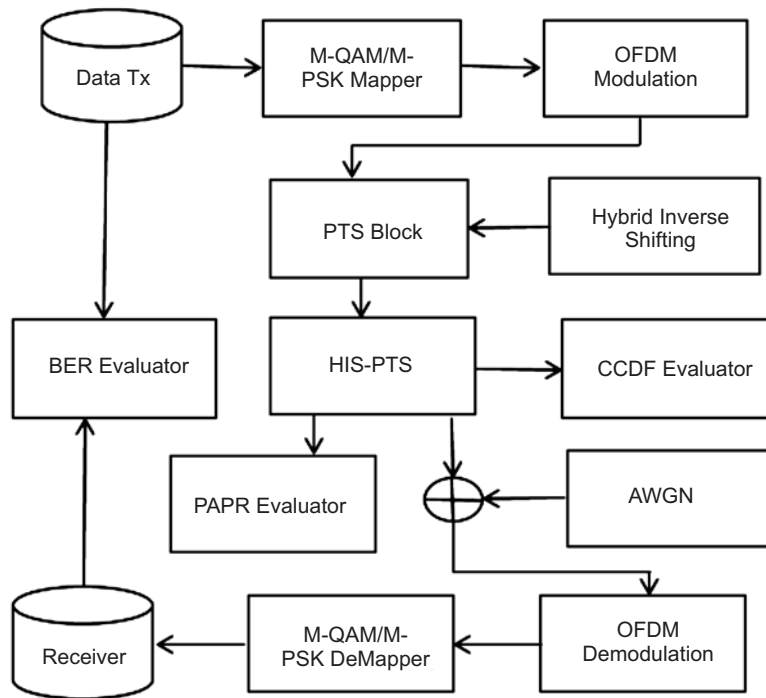 Data Tx
M-QAM/M-
PSK Mapper
OFDM
Modulation
PTS Block
Hybrid Inverse
Shifting
BER Evaluator
HIS-PTS
CCDF Evaluator
PAPR Evaluator
AWGN
Receiver
M-QAM/M-
PSK DeMapper
OFDM
Demodulation